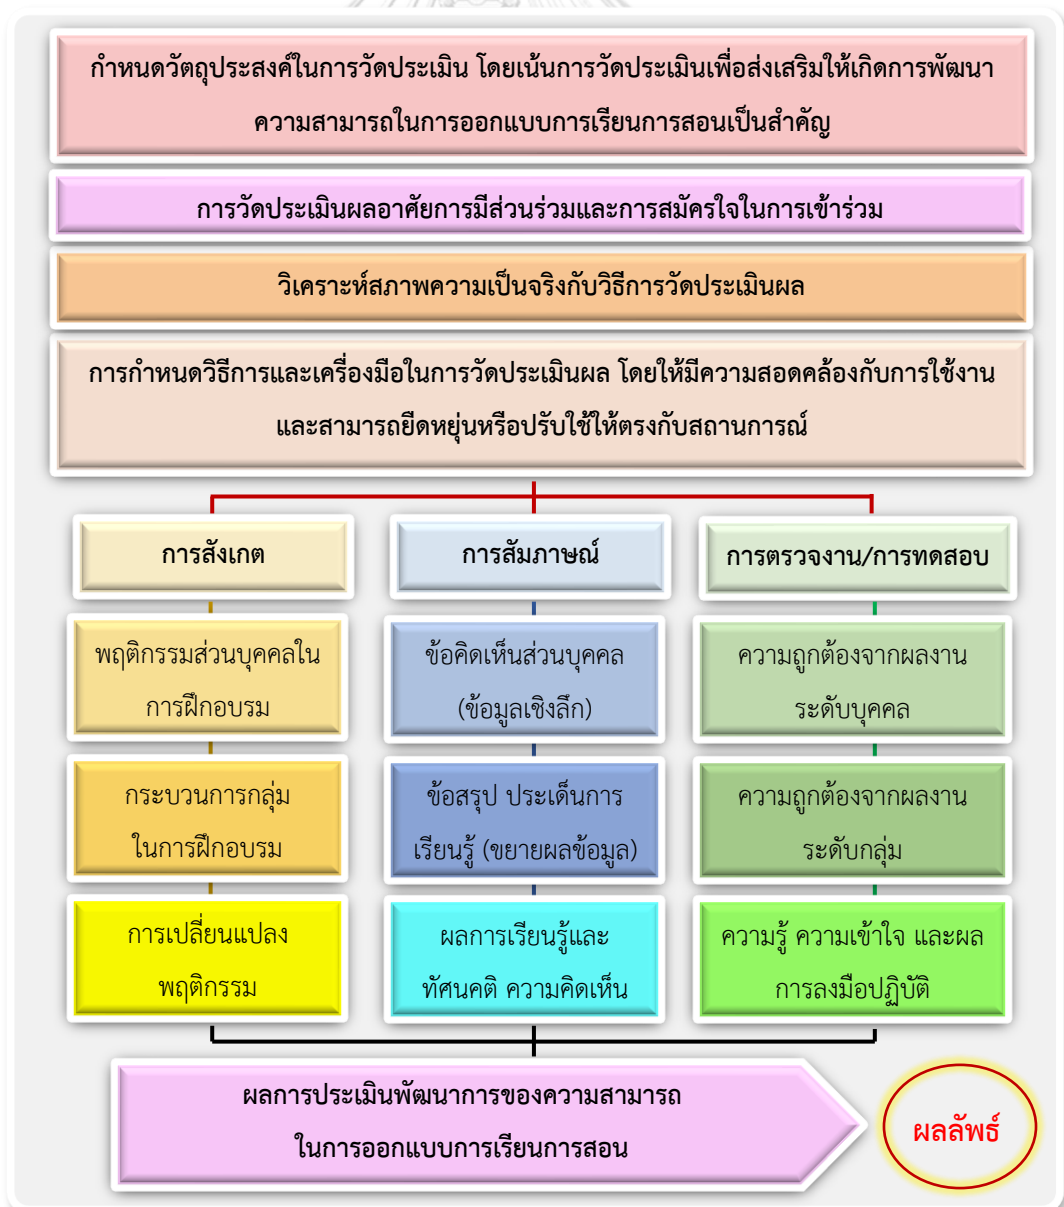 กำหนดวัตถุประสงค์ในการวัดประเมิน โดยเน้นการวัดประเมินเพื่อส่งเสริมให้เกิดการพัฒนา
ความสามารถในการออกแบบการเรียนการสอนเป็นสำคัญ
การวัดประเมินผลอาศัยการมีส่วนร่วมและการสมัครใจในการเข้าร่วม
วิเคราะห์สภาพความเป็นจริงกับวิธีการวัดประเมินผล
การกำหนดวิธีการและเครื่องมือในการวัดประเมินผล โดยให้มีความสอดคล้องกับการใช้งาน
และสามารถยืดหยุ่นหรือปรับใช้ให้ตรงกับสถานการณ์
การสังเกต
พฤติกรรมส่วนบุคคลใน
การฝึกอบรม
กระบวนการกลุ่ม
ในการฝึกอบรม
การเปลี่ยนแปลง
พฤติกรรม
การสัมภาษณ์
ข้อคิดเห็นส่วนบุคคล
(ข้อมูลเชิงลึก)
ข้อสรุป ประเด็นการ
เรียนรู้ (ขยายผลข้อมูล)
ผลการเรียนรู้และ
ทัศนคติ ความคิดเห็น
การตรวจงาน/การทดสอบ
ความถูกต้องจากผลงาน
ระดับบุคคล
ความถูกต้องจากผลงาน
ระดับกลุ่ม
ความรู้ ความเข้าใจ และผล
การลงมือปฏิบัติ
ผลการประเมินพัฒนาการของความสามารถ
ในการออกแบบการเรียนการสอน
ผลลัพธ์